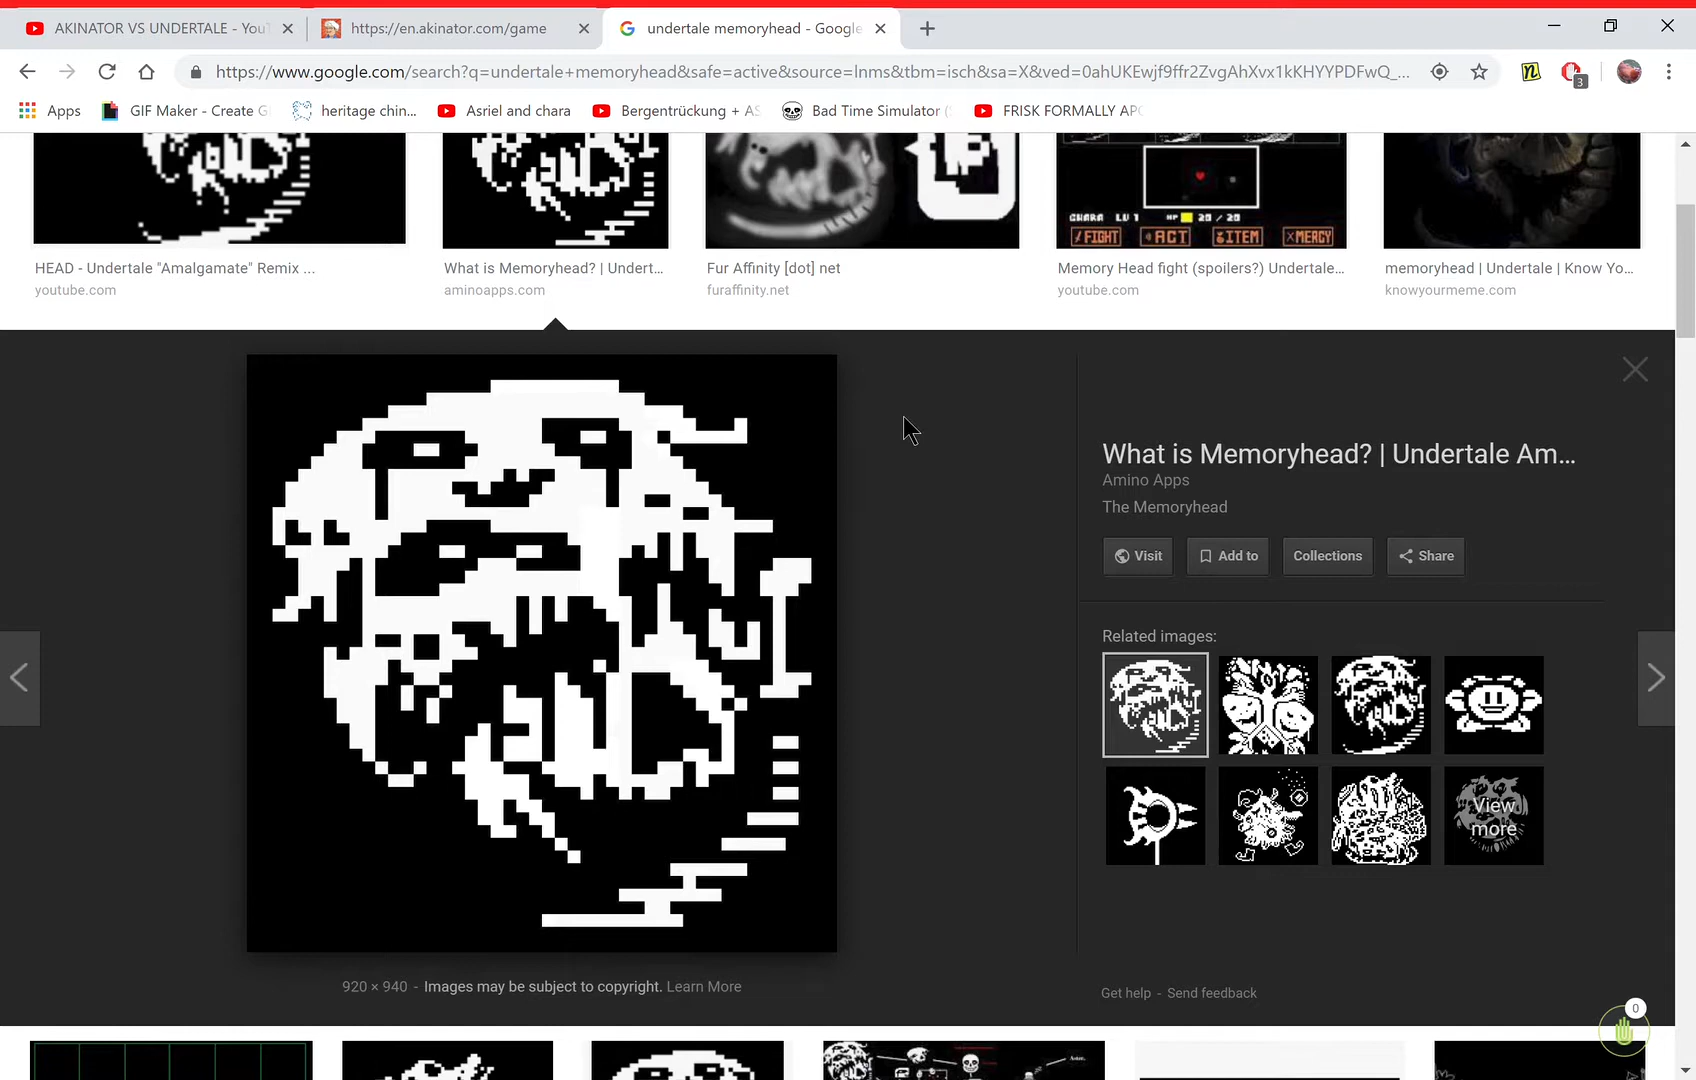 AKINATOR VS UNDERTALE - You
https://en.akinator.com/game
undertale memoryhead - Google
https://www.google.com/search?q=undertale+memoryhead&safe=active&source=lnms&tbm=isch&sa=X&ved=0ahUKEwjf9ffr2ZvgAhXvx1kKHYYPDFwQ_...
3
Apps
GIF Maker - Create G
heritage chin...
Asriel and chara
Bergentrückung + AS
Bad Time Simulator (
FRISK FORMALLY APO
CHARA LV 1 HP 20 / 20
FIGHT ACT ITEM MERCY
HEAD - Undertale "Amalgamate" Remix ...
youtube.com
What is Memoryhead? | Undert...
aminoapps.com
Fur Affinity [dot] net
furaffinity.net
Memory Head fight (spoilers?) Undertale...
youtube.com
memoryhead | Undertale | Know Yo...
knowyourmeme.com
What is Memoryhead? | Undertale Am...
Amino Apps
The Memoryhead
Visit
Add to
Collections
Share
Related images:
View more
920 × 940 - Images may be subject to copyright. Learn More
Get help - Send feedback
0